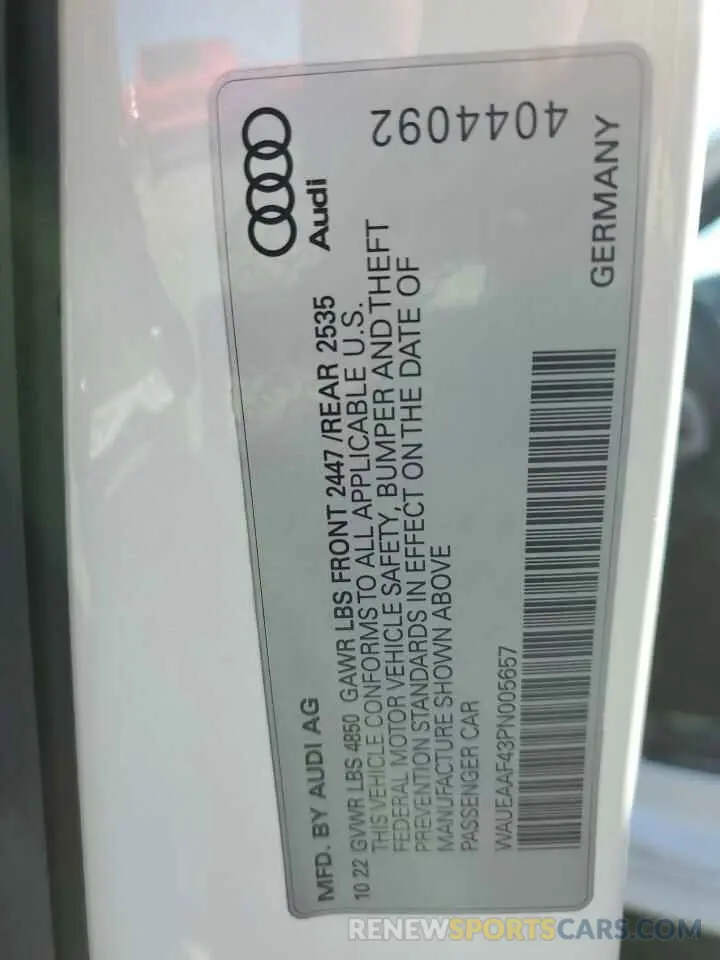 MFD. BY AUDI AG
Audi
10 22 GVWR LBS 4850 GAWR LBS FRONT 2447 /REAR 2535
THIS VEHICLE CONFORMS TO ALL APPLICABLE U.S.
FEDERAL MOTOR VEHICLE SAFETY, BUMPER AND THEFT
PREVENTION STANDARDS IN EFFECT ON THE DATE OF
MANUFACTURE SHOWN ABOVE
PASSENGER CAR
WAUEAAF43PN005657
GERMANY
4044092
RENEWSPORTSCARS.COM